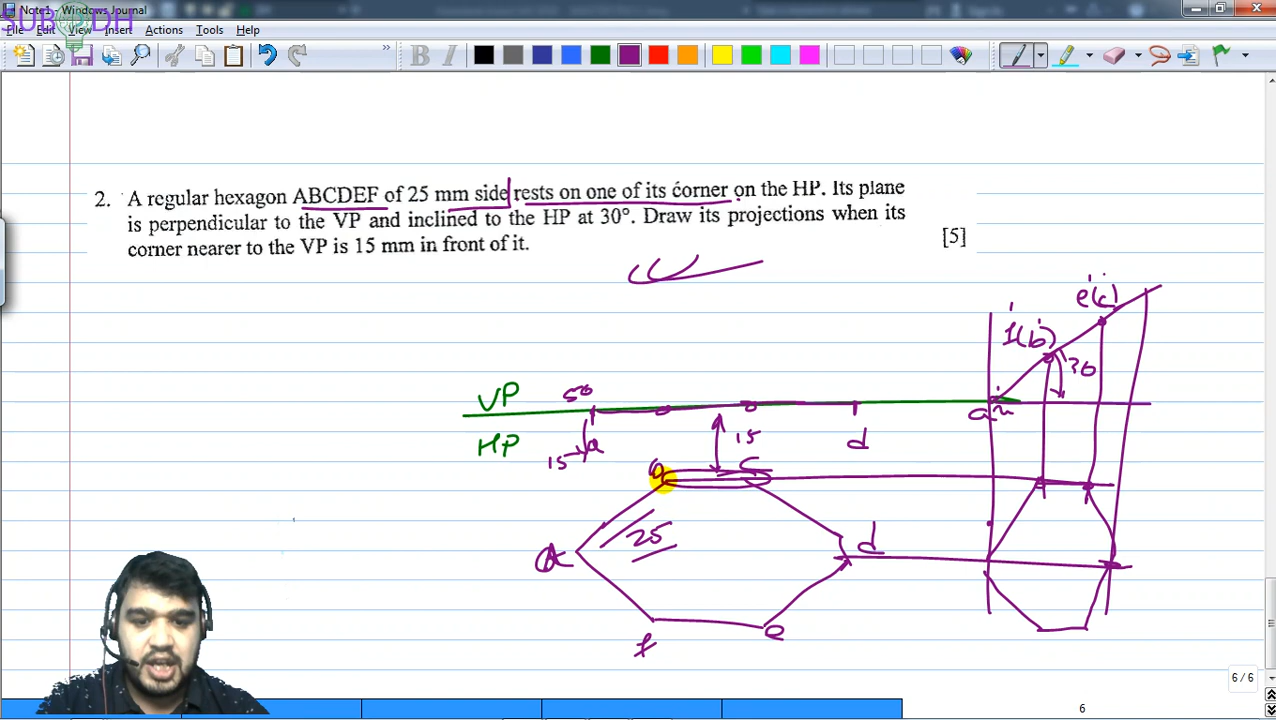 Note1 - Windows Journal
SUBODH
File Edit View Insert Actions Tools Help
2. A regular hexagon ABCDEF of 25 mm side rests on one of its corner on the HP. Its plane
is perpendicular to the VP and inclined to the HP at 30°. Draw its projections when its
corner nearer to the VP is 15 mm in front of it.
[5]
e'(c')
f'(b')
30
VP
a'
HP
15
a
15
d
b
c
25
d
A
e
f
6 / 6
6